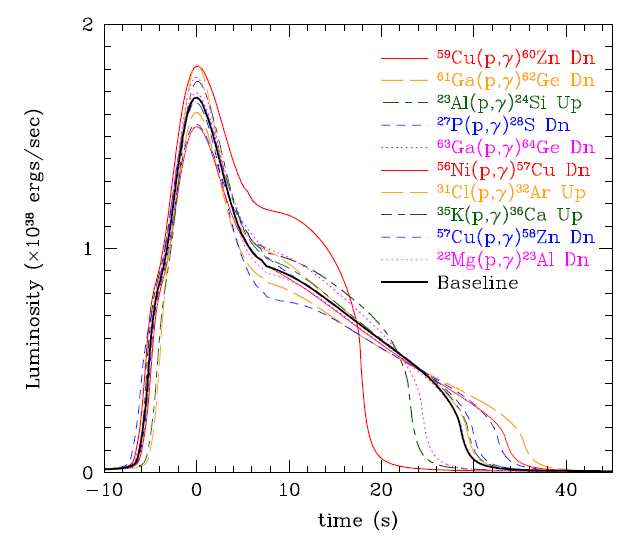 2
⁵⁹Cu(p,γ)⁶⁰Zn Dn
⁶¹Ga(p,γ)⁶²Ge Dn
²³Al(p,γ)²⁴Si Up
²⁷P(p,γ)²⁸S Dn
⁶³Ga(p,γ)⁶⁴Ge Dn
⁵⁶Ni(p,γ)⁵⁷Cu Dn
³¹Cl(p,γ)³²Ar Up
³⁵K(p,γ)³⁶Ca Up
⁵⁷Cu(p,γ)⁵⁸Zn Dn
²²Mg(p,γ)²³Al Dn
Baseline
Luminosity (×10³⁸ ergs/sec)
1
0
−10 0 10 20 30 40
time (s)